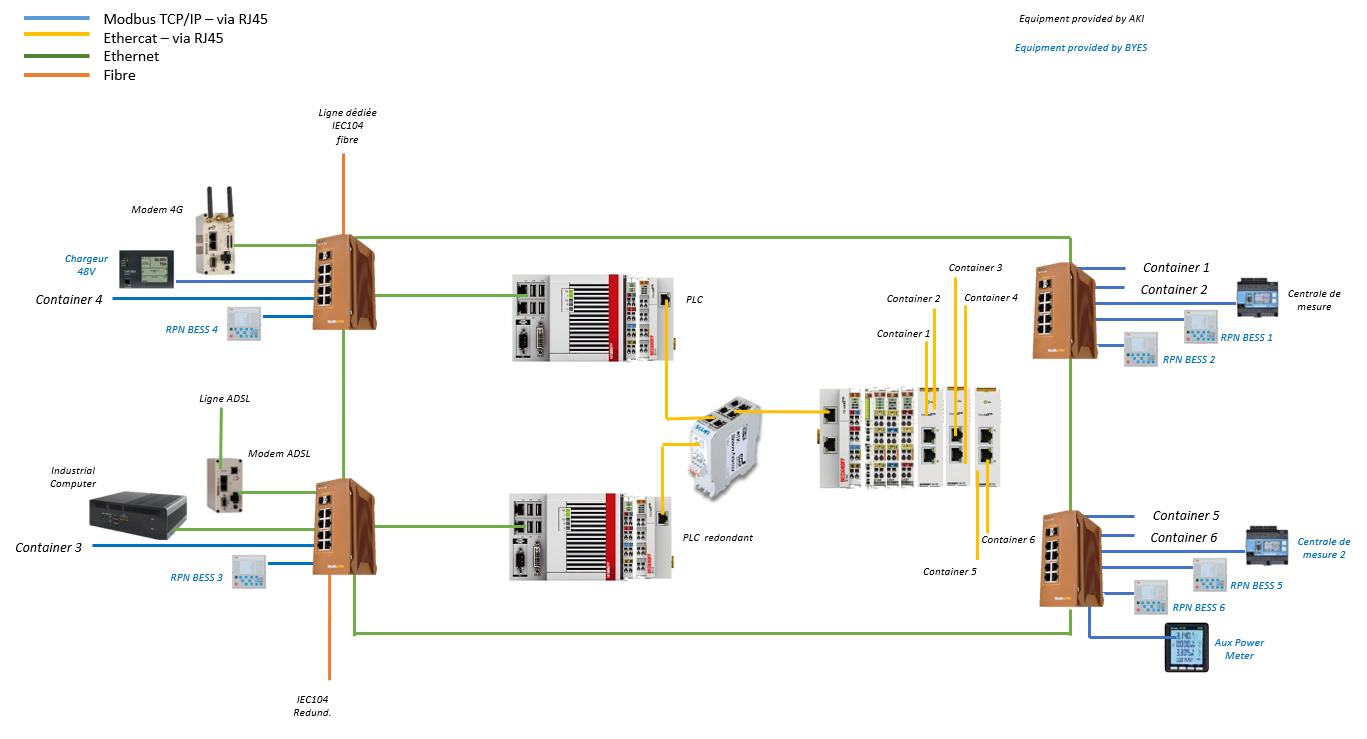 Modbus TCP/IP – via RJ45
Ethercat – via RJ45
Ethernet
Fibre
Equipment provided by AKI
Equipment provided by BYES
Ligne dédiée
IEC104
fibre
Modem 4G
Chargeur
48V
Container 4
RPN BESS 4
PLC
Container 3
Container 2
Container 4
Container 1
Container 1
Container 2
Centrale de
mesure
RPN BESS 1
RPN BESS 2
Ligne ADSL
Modem ADSL
Industrial
Computer
Container 3
RPN BESS 3
PLC redondant
BECKHOFF
Container 6
Container 5
Container 5
Container 6
Centrale de
mesure 2
RPN BESS 5
RPN BESS 6
Aux Power
Meter
IEC104
Redund.